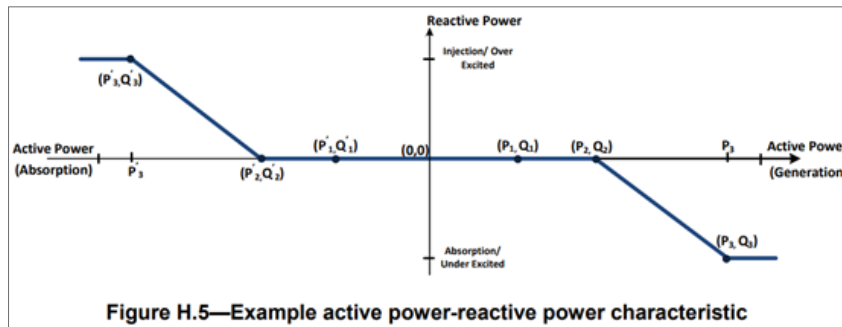 Reactive Power
Injection/ Over
Excited
(P'3,Q'3)
Active Power
(Absorption)
P'3
(P'2,Q'2)
(P'1,Q'1)
(0,0)
(P1, Q1)
(P2, Q2)
P3
Active Power
(Generation)
(P3, Q3)
Absorption/
Under Excited
Figure H.5—Example active power-reactive power characteristic